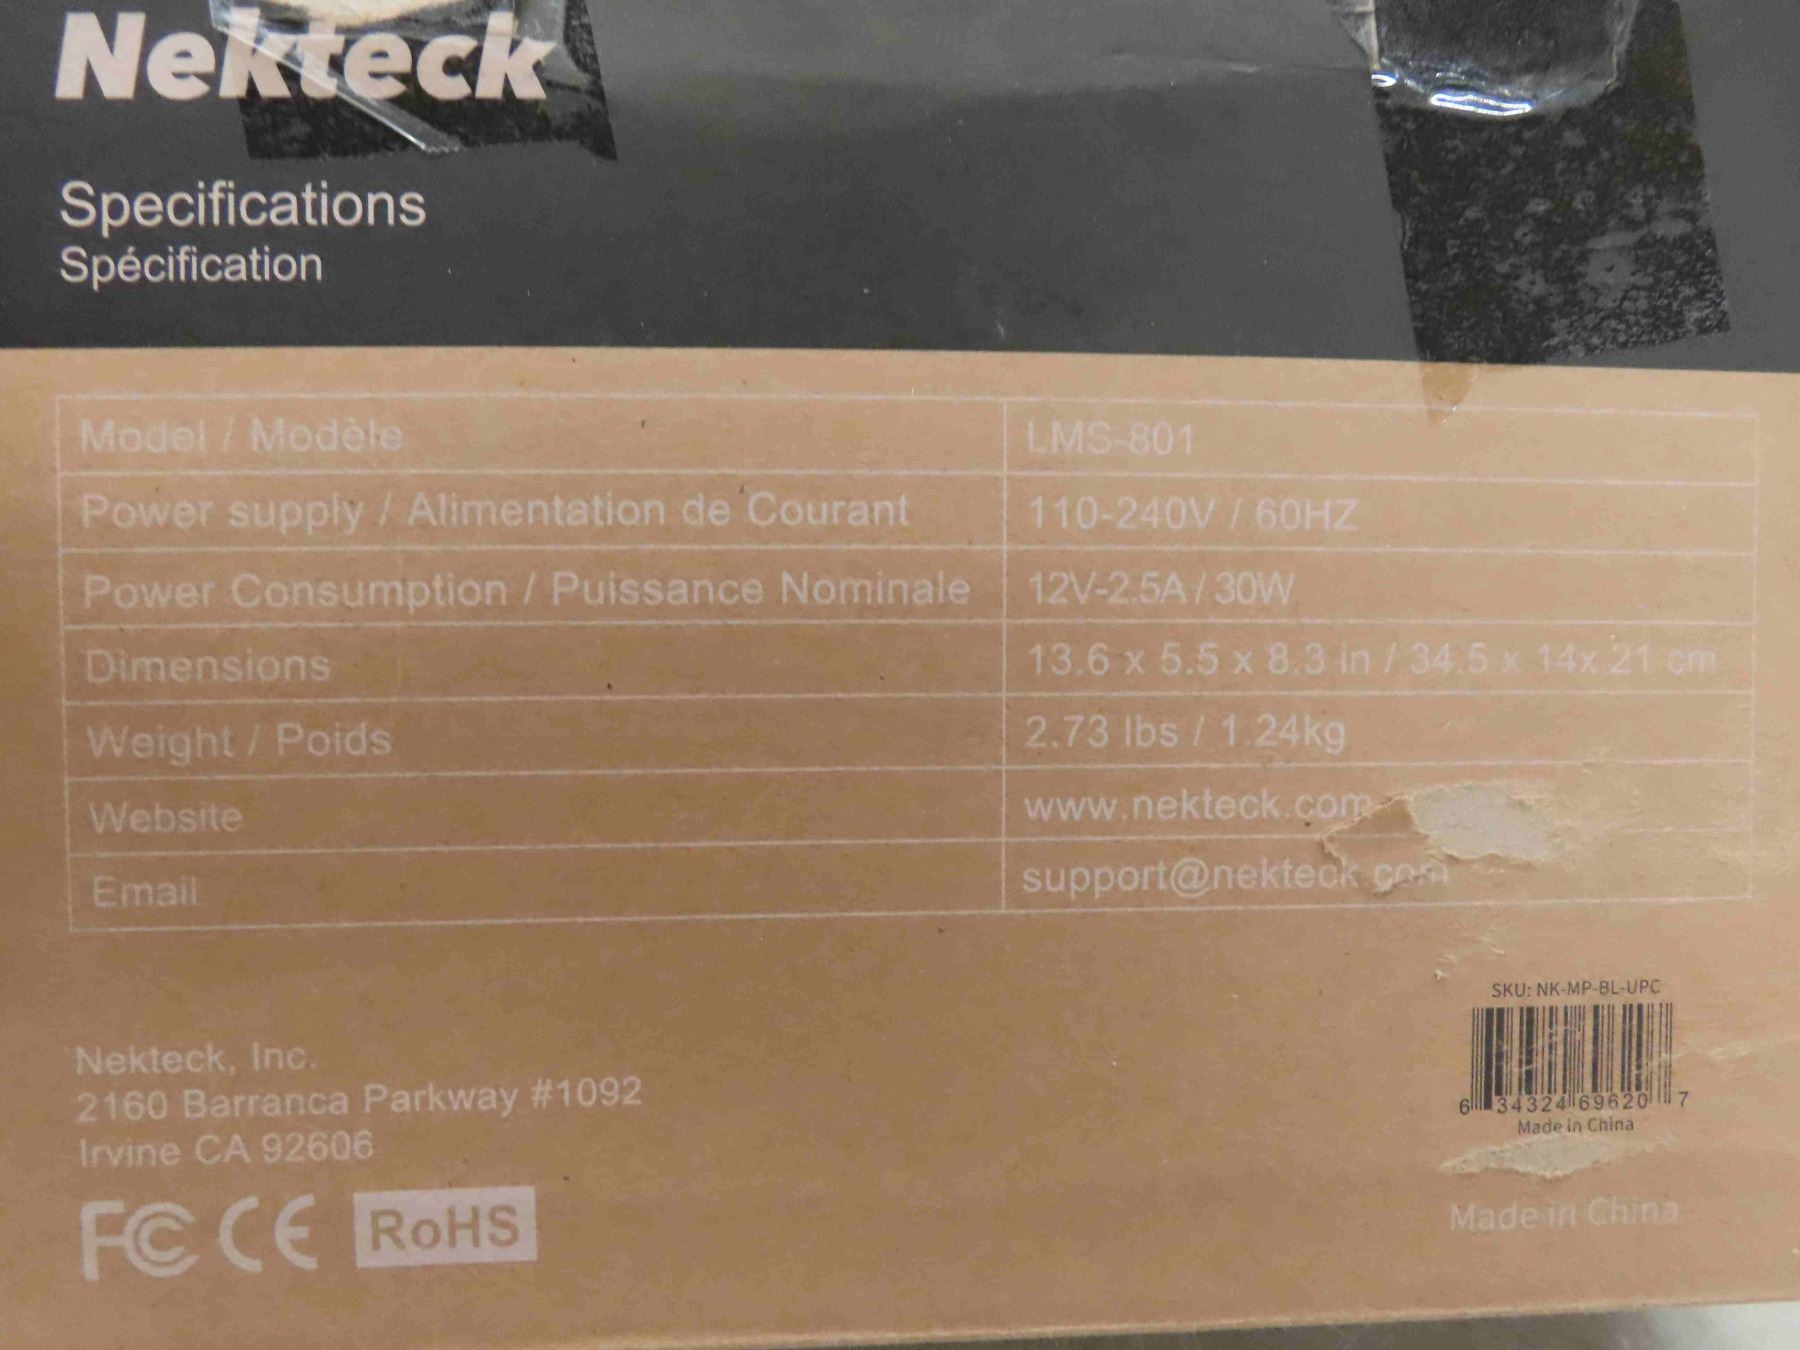 Nekteck
Specifications
Spécification
Model / Modèle LMS-801
Power supply / Alimentation de Courant 110-240V / 60HZ
Power Consumption / Puissance Nominale 12V-2.5A / 30W
Dimensions 13.6 x 5.5 x 8.3 in / 34.5 x 14x 21 cm
Weight / Poids 2.73 lbs / 1.24kg
Website www.nekteck.com
Email support@nekteck.com
SKU: NK-MP-BL-UPC
6 34324 69620 7
Made in China
Nekteck, Inc.
2160 Barranca Parkway #1092
Irvine CA 92606
FC CE RoHS
Made in China